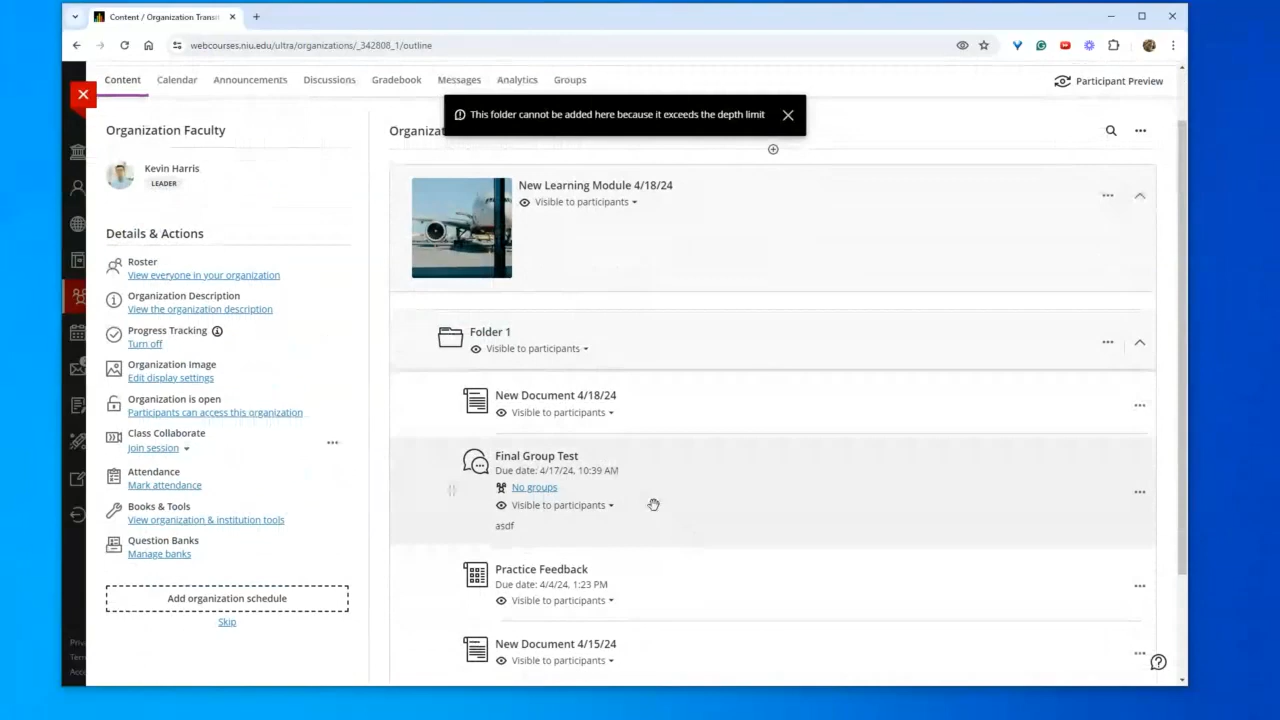 Content / Organization Transi
webcourses.niu.edu/ultra/organizations/_342808_1/outline
Content
Calendar
Announcements
Discussions
Gradebook
Messages
Analytics
Groups
Participant Preview
This folder cannot be added here because it exceeds the depth limit
Organization Faculty
Kevin Harris
LEADER
Details & Actions
Roster
View everyone in your organization
Organization Description
View the organization description
Progress Tracking
Turn off
Organization Image
Edit display settings
Organization is open
Participants can access this organization
Class Collaborate
Join session
Attendance
Mark attendance
Books & Tools
View organization & institution tools
Question Banks
Manage banks
Add organization schedule
Skip
Priv
Term
Acc
Organizat
New Learning Module 4/18/24
Visible to participants
Folder 1
Visible to participants
New Document 4/18/24
Visible to participants
Final Group Test
Due date: 4/17/24, 10:39 AM
No groups
Visible to participants
asdf
Practice Feedback
Due date: 4/4/24, 1:23 PM
Visible to participants
New Document 4/15/24
Visible to participants